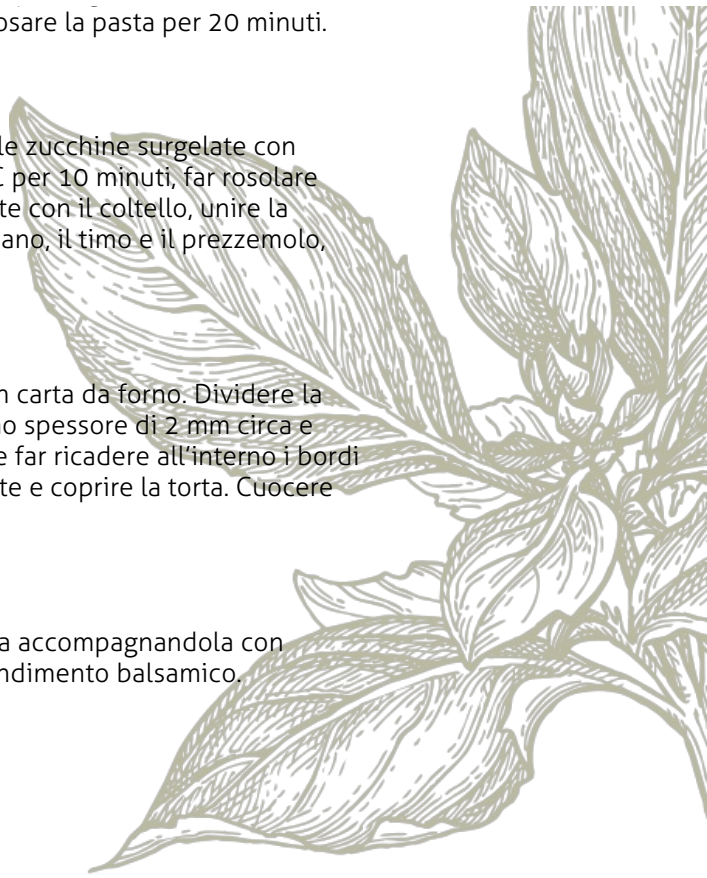 osare la pasta per 20 minuti.
le zucchine surgelate con
C per 10 minuti, far rosolare
te con il coltello, unire la
ano, il timo e il prezzemolo,
n carta da forno. Dividere la
no spessore di 2 mm circa e
e far ricadere all'interno i bordi
te e coprire la torta. Cuocere
a accompagnandola con
ndimento balsamico.